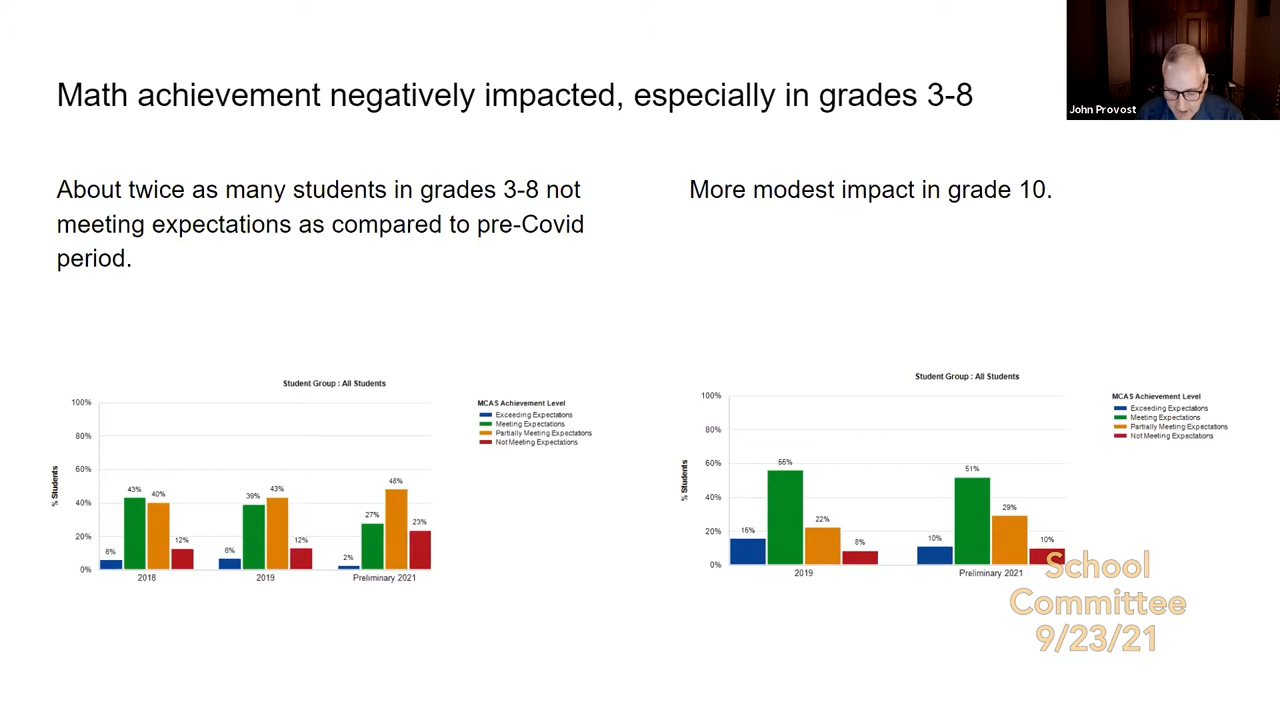 Math achievement negatively impacted, especially in grades 3-8
John Provost
About twice as many students in grades 3-8 not
meeting expectations as compared to pre-Covid
period.
More modest impact in grade 10.
Student Group : All Students
MCAS Achievement Level
Exceeding Expectations
Meeting Expectations
Partially Meeting Expectations
Not Meeting Expectations
% Students
100%
80%
60%
40%
20%
0%
6%
43%
40%
12%
6%
39%
43%
12%
2%
27%
48%
23%
2018
2019
Preliminary 2021
Student Group : All Students
MCAS Achievement Level
Exceeding Expectations
Meeting Expectations
Partially Meeting Expectations
Not Meeting Expectations
% Students
100%
80%
60%
40%
20%
0%
15%
55%
22%
8%
10%
51%
29%
10%
2019
Preliminary 2021
School
Committee
9/23/21